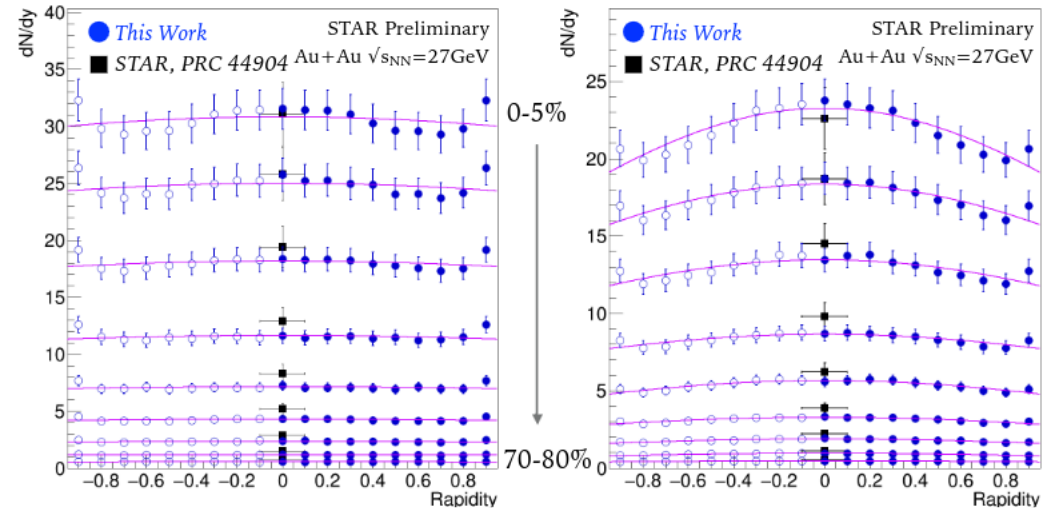 dN/dy
40
35
30
25
20
15
10
5
0
This Work
STAR, PRC 44904
STAR Preliminary
Au+Au √sNN=27GeV
−0.8 −0.6 −0.4 −0.2 0 0.2 0.4 0.6 0.8
Rapidity
0-5%
70-80%
dN/dy
25
20
15
10
5
0
This Work
STAR, PRC 44904
STAR Preliminary
Au+Au √sNN=27GeV
−0.8 −0.6 −0.4 −0.2 0 0.2 0.4 0.6 0.8
Rapidity